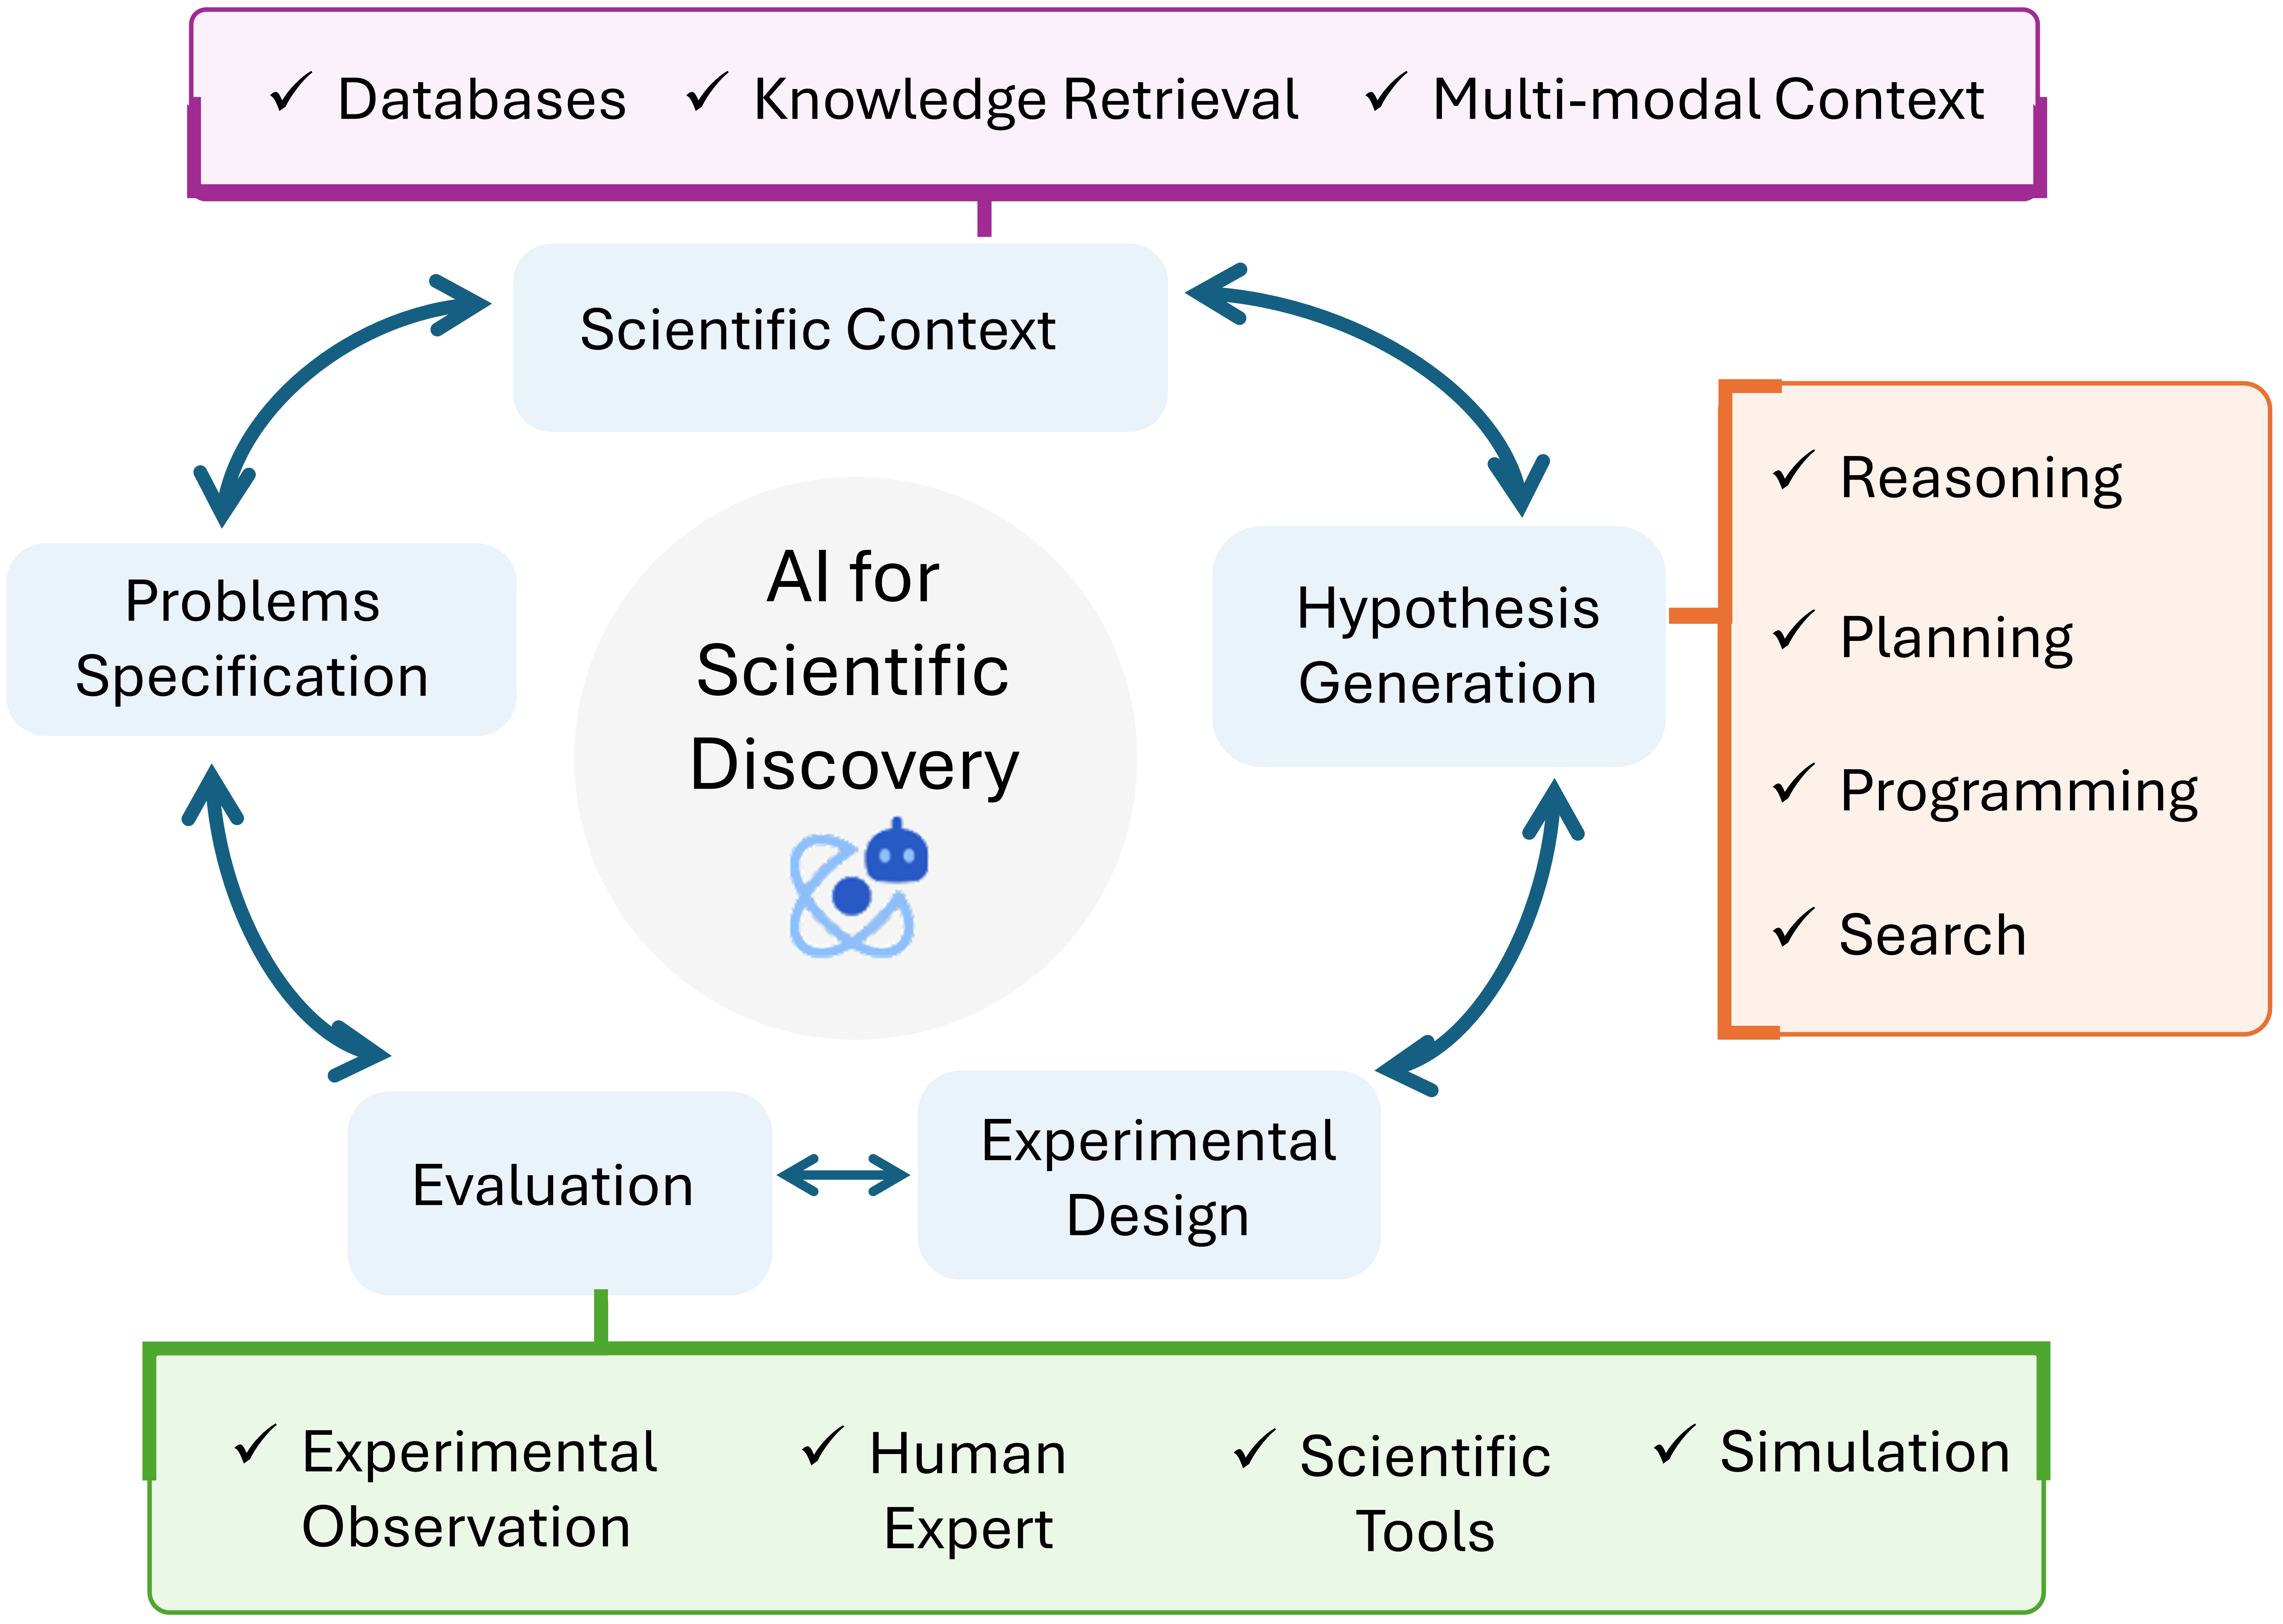 ✓ Databases ✓ Knowledge Retrieval ✓ Multi-modal Context
Scientific Context
Problems
Specification
AI for
Scientific
Discovery
Hypothesis
Generation
✓ Reasoning
✓ Planning
✓ Programming
✓ Search
Evaluation
Experimental
Design
✓ Experimental
Observation
✓ Human
Expert
✓ Scientific
Tools
✓ Simulation